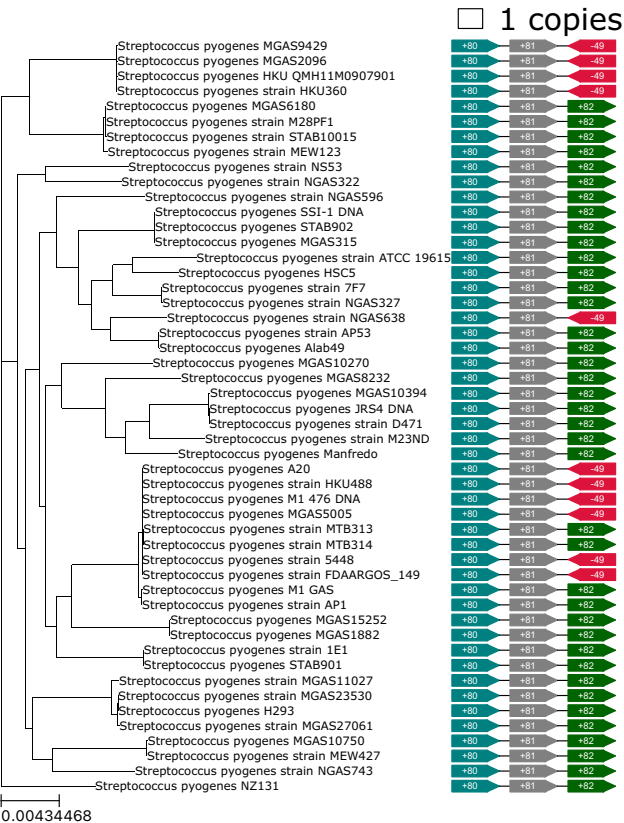 1 copies
Streptococcus pyogenes MGAS9429 +80 +81 -49
Streptococcus pyogenes MGAS2096 +80 +81 -49
Streptococcus pyogenes HKU QMH11M0907901 +80 +81 -49
Streptococcus pyogenes strain HKU360 +80 +81 -49
Streptococcus pyogenes MGAS6180 +80 +81 +82
Streptococcus pyogenes strain M28PF1 +80 +81 +82
Streptococcus pyogenes strain STAB10015 +80 +81 +82
Streptococcus pyogenes strain MEW123 +80 +81 +82
Streptococcus pyogenes strain NS53 +80 +81 +82
Streptococcus pyogenes strain NGAS322 +80 +81 +82
Streptococcus pyogenes strain NGAS596 +80 +81 +82
Streptococcus pyogenes SSI-1 DNA +80 +81 +82
Streptococcus pyogenes STAB902 +80 +81 +82
Streptococcus pyogenes MGAS315 +80 +81 +82
Streptococcus pyogenes strain ATCC 19615 +80 +81 +82
Streptococcus pyogenes HSC5 +80 +81 +82
Streptococcus pyogenes strain 7F7 +80 +81 +82
Streptococcus pyogenes strain NGAS327 +80 +81 +82
Streptococcus pyogenes strain NGAS638 +80 +81 -49
Streptococcus pyogenes strain AP53 +80 +81 +82
Streptococcus pyogenes Alab49 +80 +81 +82
Streptococcus pyogenes MGAS10270 +80 +81 +82
Streptococcus pyogenes MGAS8232 +80 +81 +82
Streptococcus pyogenes MGAS10394 +80 +81 +82
Streptococcus pyogenes JRS4 DNA +80 +81 +82
Streptococcus pyogenes strain D471 +80 +81 +82
Streptococcus pyogenes strain M23ND +80 +81 +82
Streptococcus pyogenes Manfredo +80 +81 +82
Streptococcus pyogenes A20 +80 +81 -49
Streptococcus pyogenes strain HKU488 +80 +81 -49
Streptococcus pyogenes M1 476 DNA +80 +81 -49
Streptococcus pyogenes MGAS5005 +80 +81 -49
Streptococcus pyogenes strain MTB313 +80 +81 +82
Streptococcus pyogenes strain MTB314 +80 +81 +82
Streptococcus pyogenes strain 5448 +80 +81 -49
Streptococcus pyogenes strain FDAARGOS_149 +80 +81 -49
Streptococcus pyogenes M1 GAS +80 +81 +82
Streptococcus pyogenes strain AP1 +80 +81 +82
Streptococcus pyogenes MGAS15252 +80 +81 +82
Streptococcus pyogenes MGAS1882 +80 +81 +82
Streptococcus pyogenes strain 1E1 +80 +81 +82
Streptococcus pyogenes STAB901 +80 +81 +82
Streptococcus pyogenes strain MGAS11027 +80 +81 +82
Streptococcus pyogenes strain MGAS23530 +80 +81 +82
Streptococcus pyogenes H293 +80 +81 +82
Streptococcus pyogenes strain MGAS27061 +80 +81 +82
Streptococcus pyogenes MGAS10750 +80 +81 +82
Streptococcus pyogenes strain MEW427 +80 +81 +82
Streptococcus pyogenes strain NGAS743 +80 +81 +82
Streptococcus pyogenes NZ131 +80 +81 +82
0.00434468